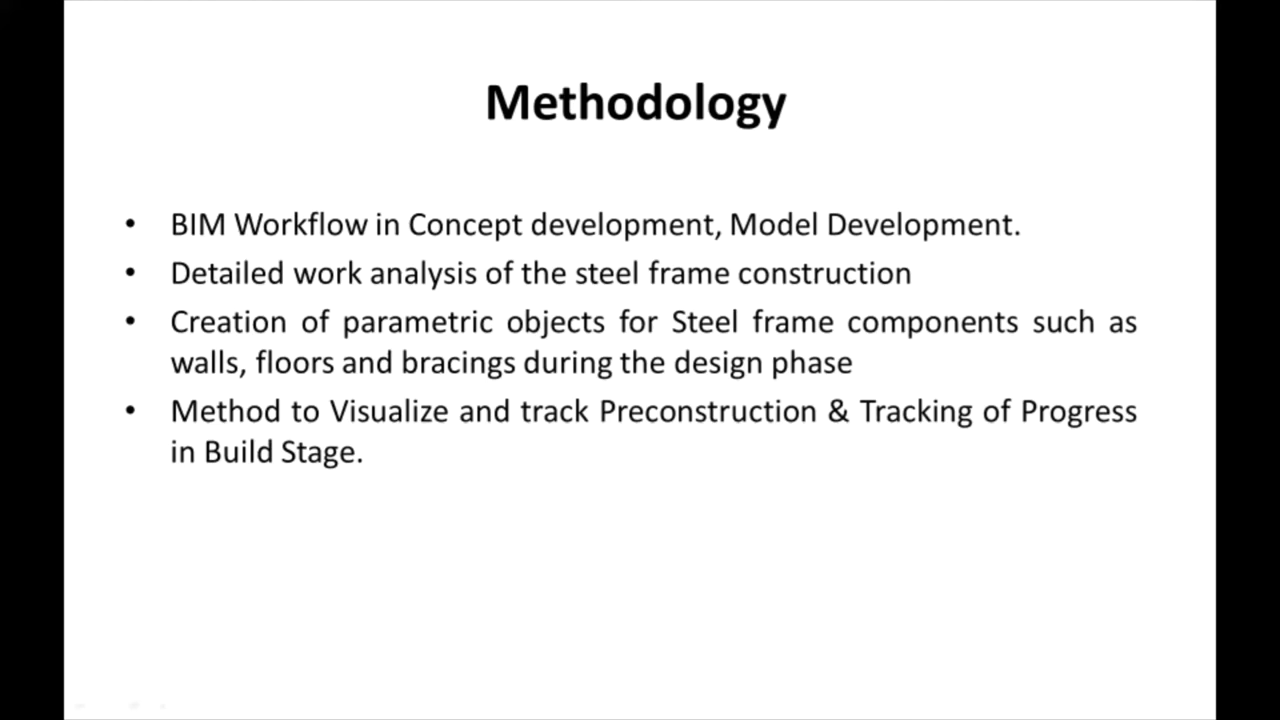 Methodology
• BIM Workflow in Concept development, Model Development.
• Detailed work analysis of the steel frame construction
• Creation of parametric objects for Steel frame components such as
walls, floors and bracings during the design phase
• Method to Visualize and track Preconstruction & Tracking of Progress
in Build Stage.